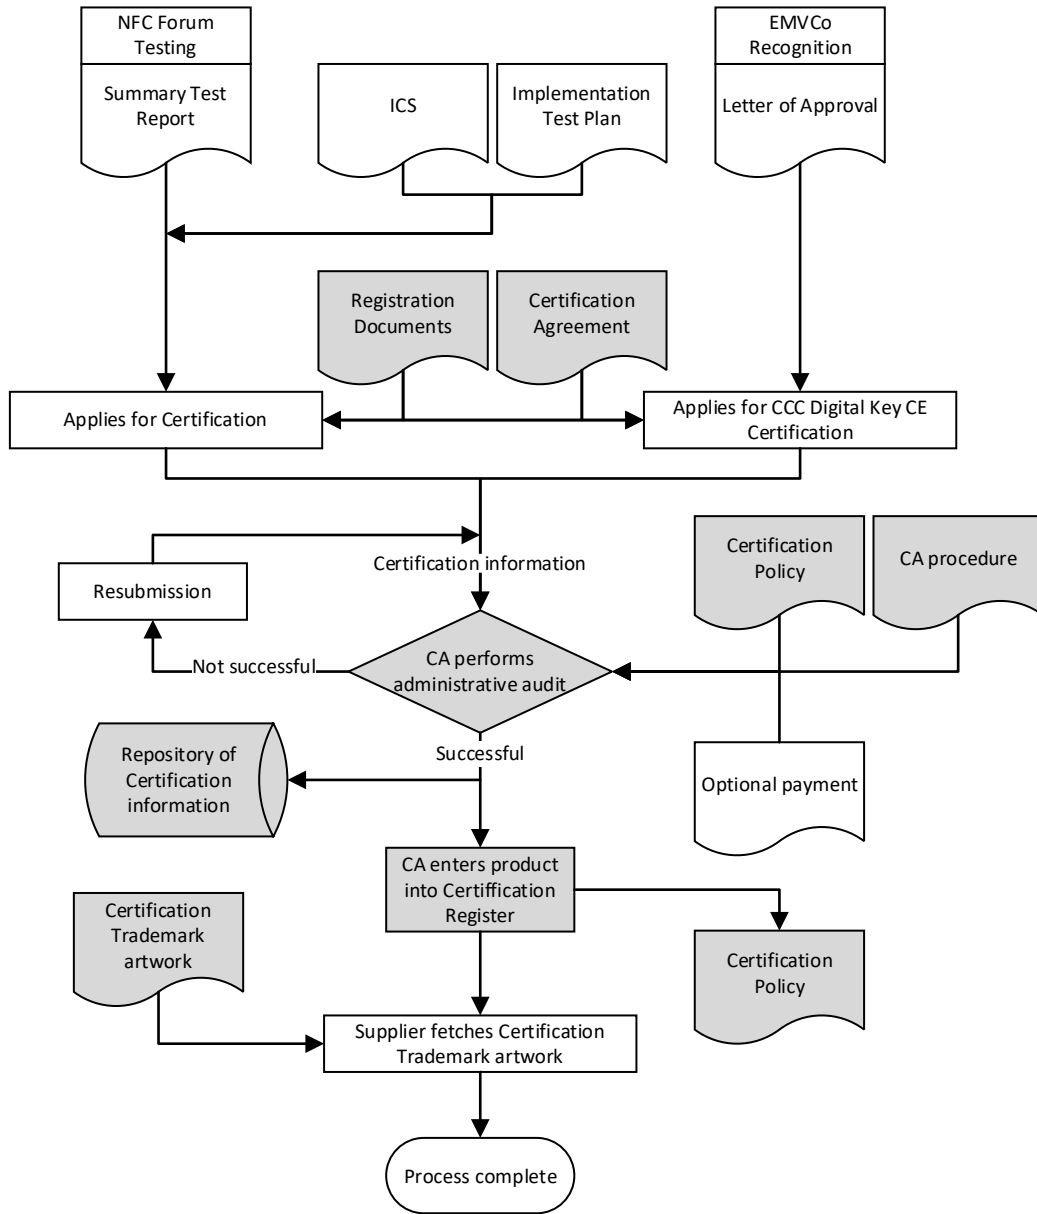 NFC Forum
Testing
Summary Test
Report
ICS
Implementation
Test Plan
EMVCo
Recognition
Letter of Approval
Registration
Documents
Certification
Agreement
Applies for Certification
Applies for CCC Digital Key CE
Certification
Certification information
Resubmission
Certification
Policy
CA procedure
Not successful
CA performs
administrative audit
Successful
Repository of
Certification
information
Optional payment
CA enters product
into Certiffication
Register
Certification
Trademark
artwork
Certification
Policy
Supplier fetches Certification
Trademark artwork
Process complete